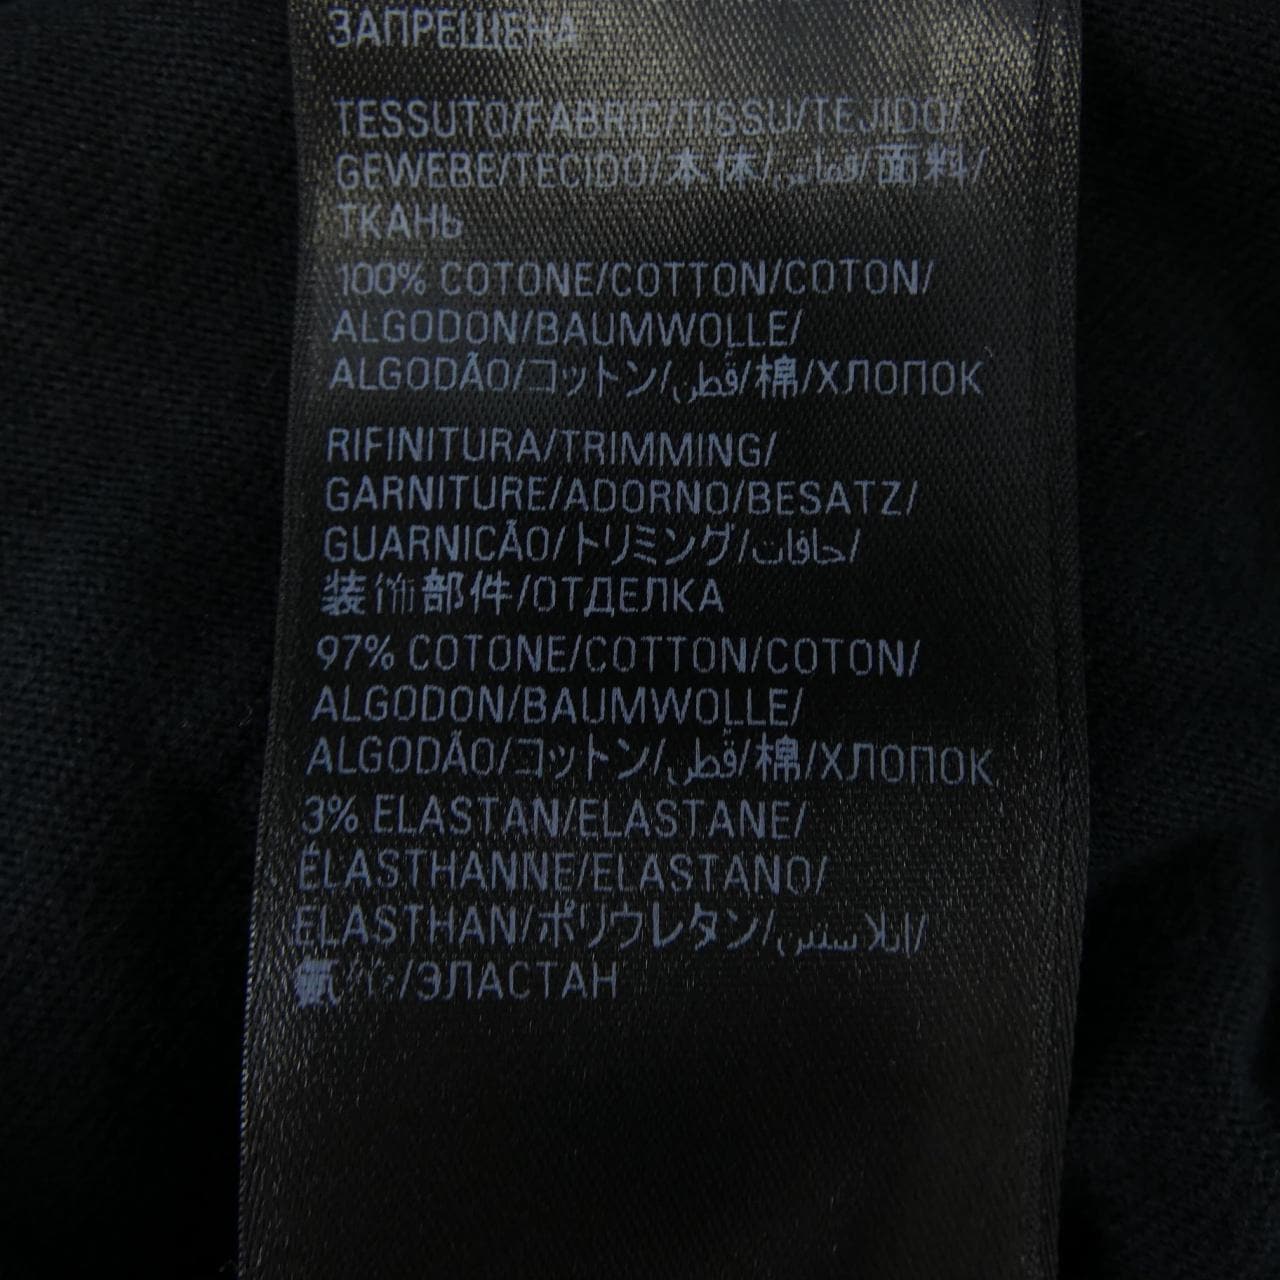 ЗАПРЕЩЕНА
TESSUTO/FABRIC/TISSU/TEJIDO/
GEWEBE/TECIDO/本体/قماش/面料/
ТКАНЬ
100% COTONE/COTTON/COTON/
ALGODON/BAUMWOLLE/
ALGODÃO/コットン/قطن/棉/ХЛОПОК
RIFINITURA/TRIMMING/
GARNITURE/ADORNO/BESATZ/
GUARNICÃO/トリミング/حافات/
装饰部件/ОТДЕЛКА
97% COTONE/COTTON/COTON/
ALGODON/BAUMWOLLE/
ALGODÃO/コットン/قطن/棉/ХЛОПОК
3% ELASTAN/ELASTANE/
ÉLASTHANNE/ELASTANO/
ELASTHAN/ポリウレタン/إيلاستين/
/ЭЛАСТАН